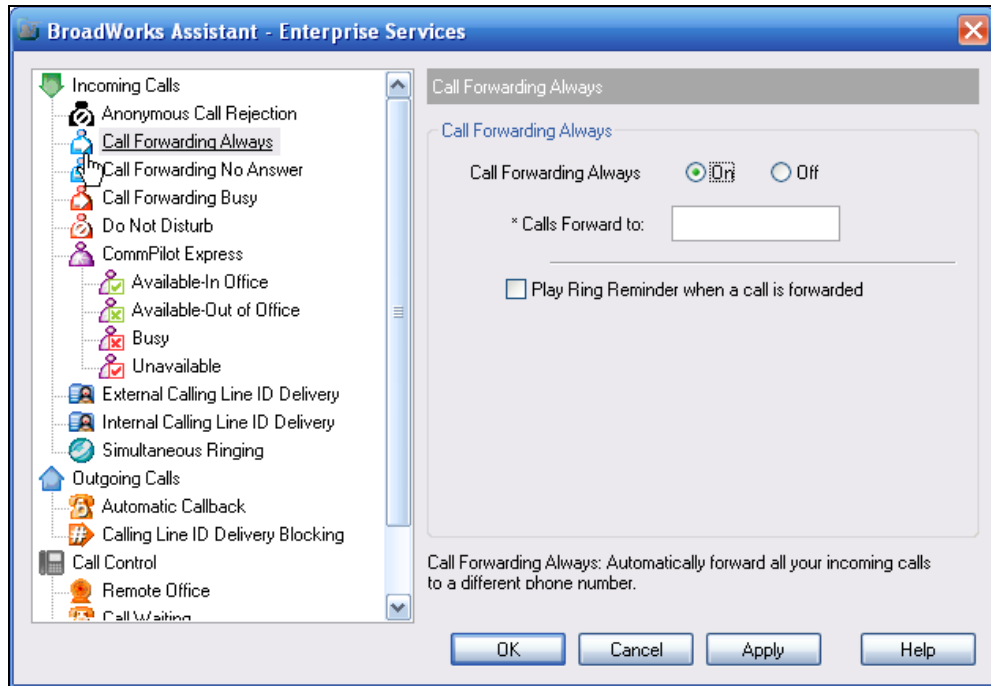 BroadWorks Assistant - Enterprise Services
Incoming Calls
Anonymous Call Rejection
Call Forwarding Always
Call Forwarding No Answer
Call Forwarding Busy
Do Not Disturb
CommPilot Express
Available-In Office
Available-Out of Office
Busy
Unavailable
External Calling Line ID Delivery
Internal Calling Line ID Delivery
Simultaneous Ringing
Outgoing Calls
Automatic Callback
Calling Line ID Delivery Blocking
Call Control
Remote Office
Call Waiting
Call Forwarding Always
Call Forwarding Always
Call Forwarding Always On Off
* Calls Forward to:
Play Ring Reminder when a call is forwarded
Call Forwarding Always: Automatically forward all your incoming calls
to a different phone number.
OK Cancel Apply Help